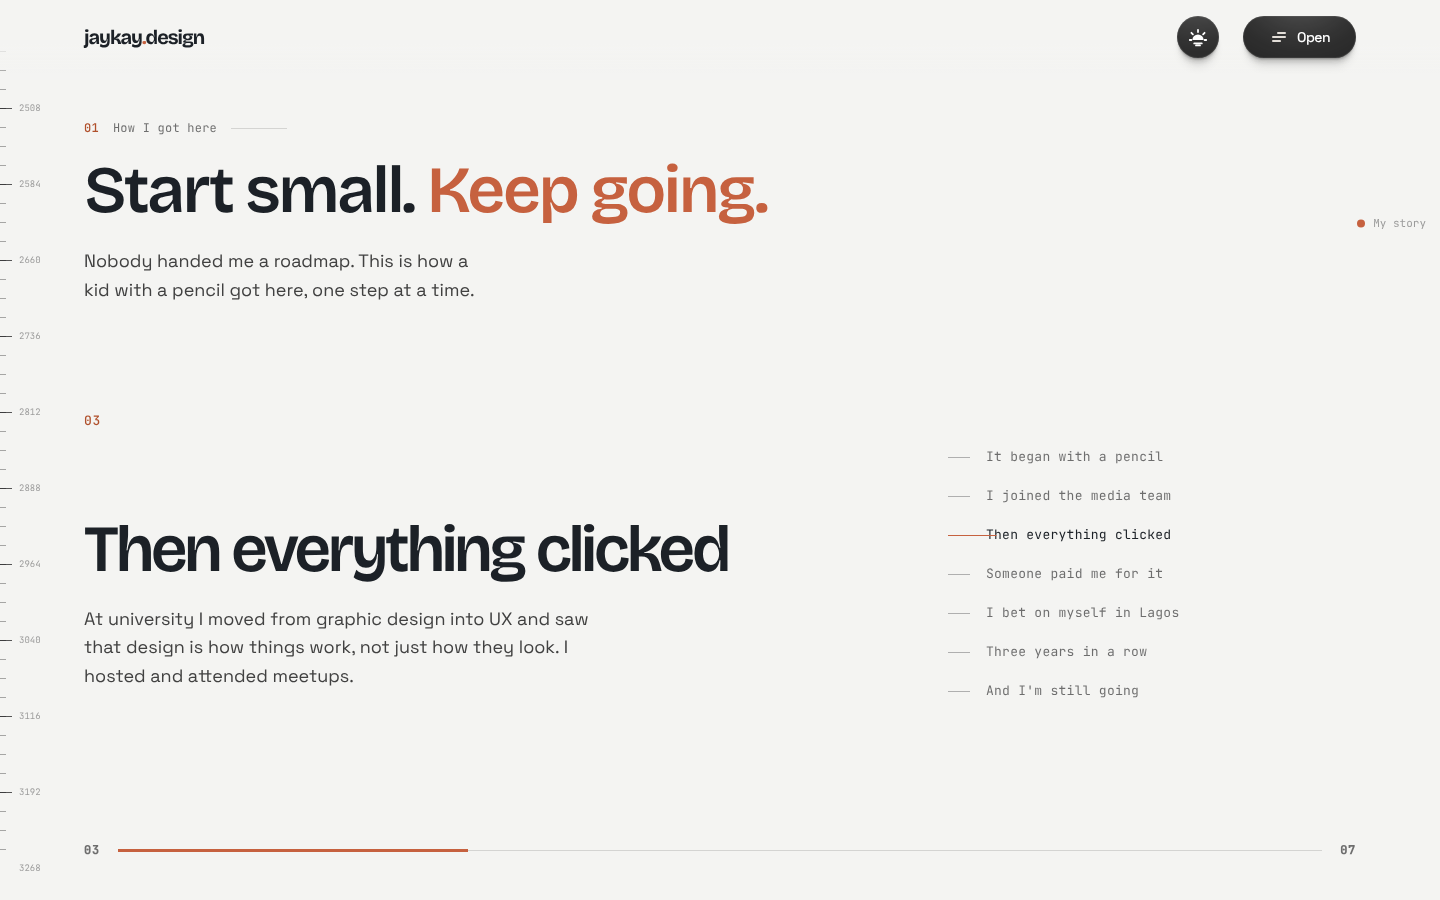 jaykay.design
Open
2508
2584
2660
2736
2812
2888
2964
3040
3116
3192
3268
01 How I got here
Start small. Keep going.
Nobody handed me a roadmap. This is how a
kid with a pencil got here, one step at a time.
My story
03
Then everything clicked
At university I moved from graphic design into UX and saw
that design is how things work, not just how they look. I
hosted and attended meetups.
It began with a pencil
I joined the media team
Then everything clicked
Someone paid me for it
I bet on myself in Lagos
Three years in a row
And I'm still going
03
07